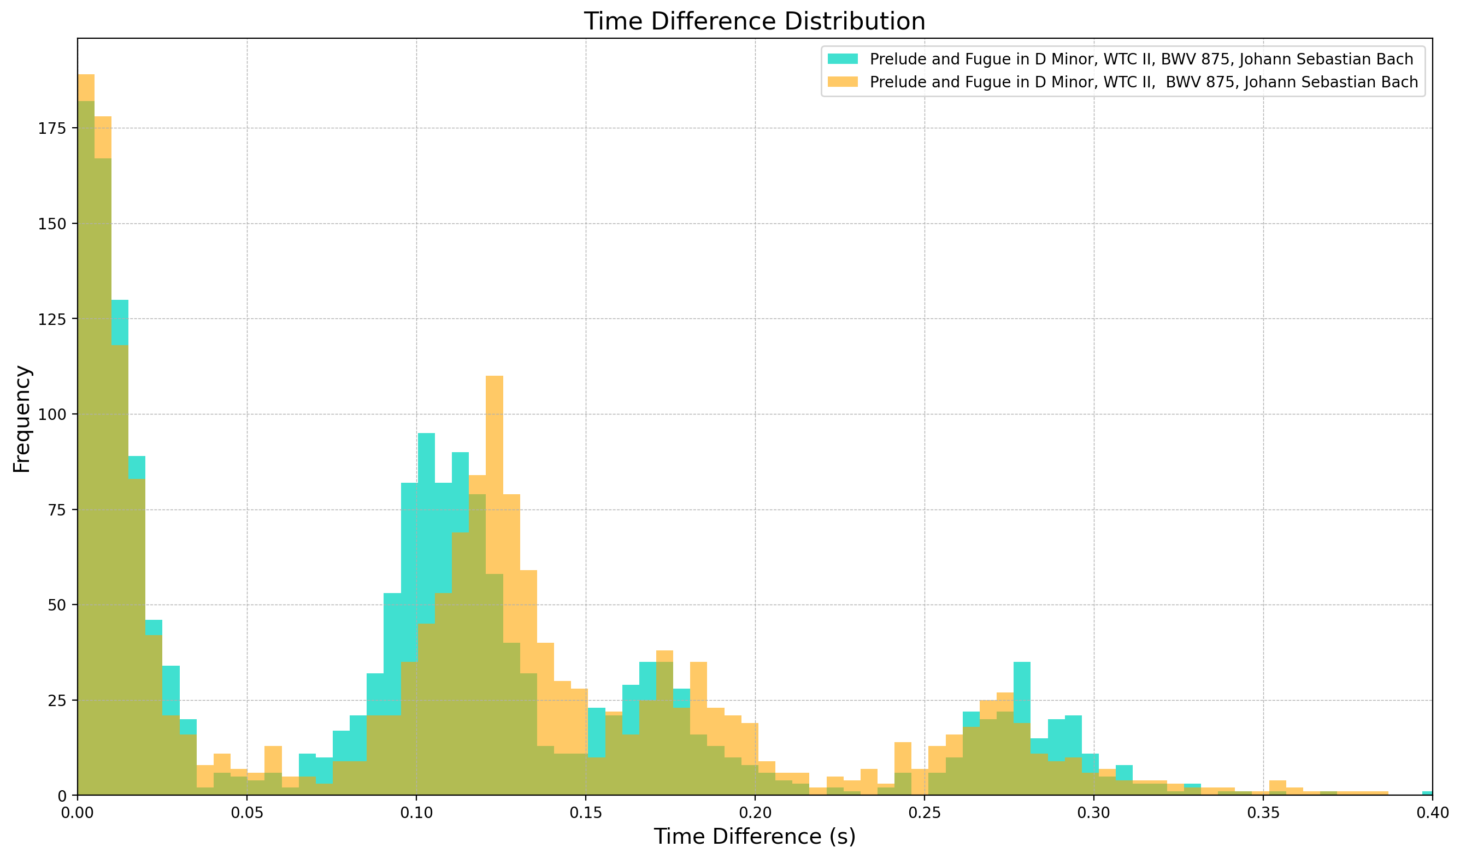 Time Difference Distribution
Prelude and Fugue in D Minor, WTC II, BWV 875, Johann Sebastian Bach
Prelude and Fugue in D Minor, WTC II,  BWV 875, Johann Sebastian Bach
Frequency
175
150
125
100
75
50
25
0
0.00 0.05 0.10 0.15 0.20 0.25 0.30 0.35 0.40
Time Difference (s)